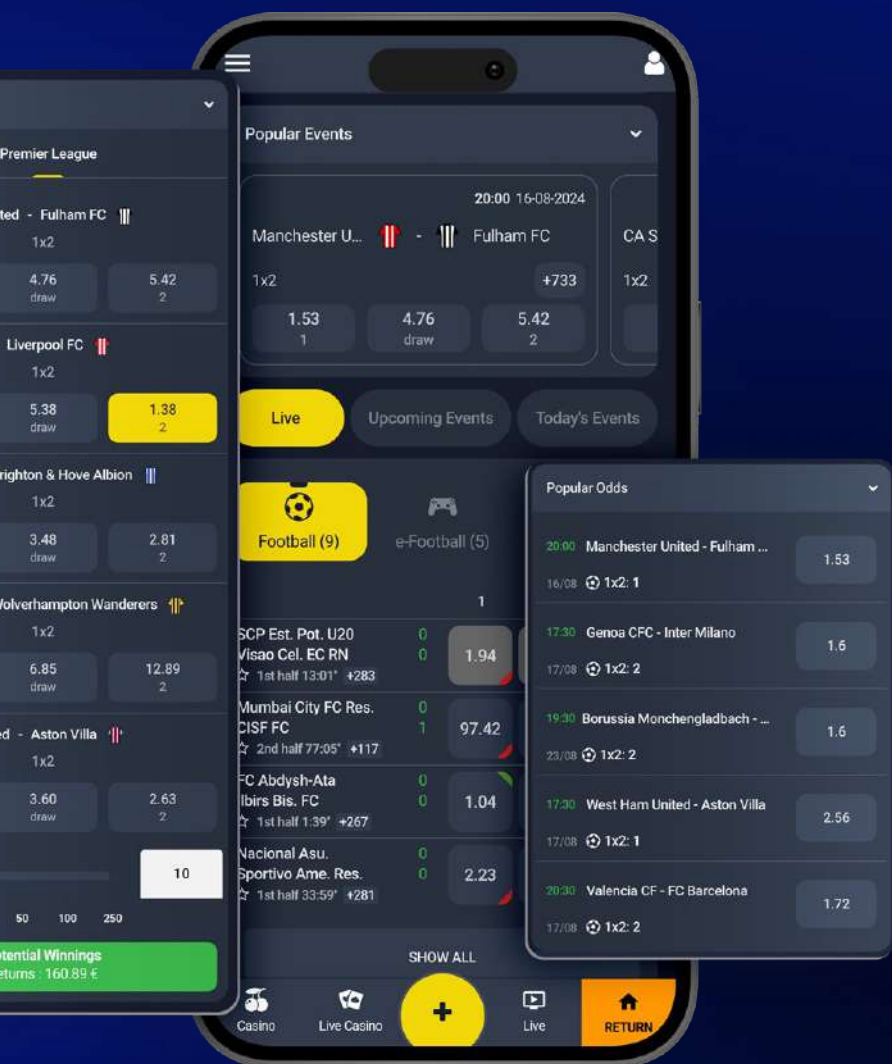 Premier League
- Fulham FC
1x2
4.76 5.42
draw 2
Liverpool FC
1x2
5.38 1.38
draw 2
& Hove Albion
1x2
3.48 2.81
draw 2
Wolverhampton Wanderers
1x2
6.85 12.89
draw 2
- Aston Villa
1x2
3.60 2.63
draw 2
10
50 100 250
Winnings
: 160.89 €
Popular Events
20:00 16-08-2024
Manchester U... - Fulham FC
1x2 +733
1.53 4.76 5.42
1 draw 2
CA S
1x2
Live Upcoming Events Today's Events
Football (9) e-Football (5)
1
SCP Est. Pot. U20 0
Visao Cel. EC RN 0
1st half 13:01' +283
1.94
Mumbai City FC Res. 0
CISF FC 1
2nd half 77:05' +117
97.42
FC Abdysh-Ata 0
Ilbirs Bis. FC 0
1st half 1:39' +267
1.04
Nacional Asu. 0
Sportivo Ame. Res. 0
1st half 33:59' +281
2.23
SHOW ALL
Casino Live Casino + Live RETURN
Popular Odds
20:00 Manchester United - Fulham ...
16/08 1x2: 1
1.53
17:30 Genoa CFC - Inter Milano
17/08 1x2: 2
1.6
19:30 Borussia Monchengladbach - ...
23/08 1x2: 2
1.6
17:30 West Ham United - Aston Villa
17/08 1x2: 1
2.56
20:30 Valencia CF - FC Barcelona
17/08 1x2: 2
1.72